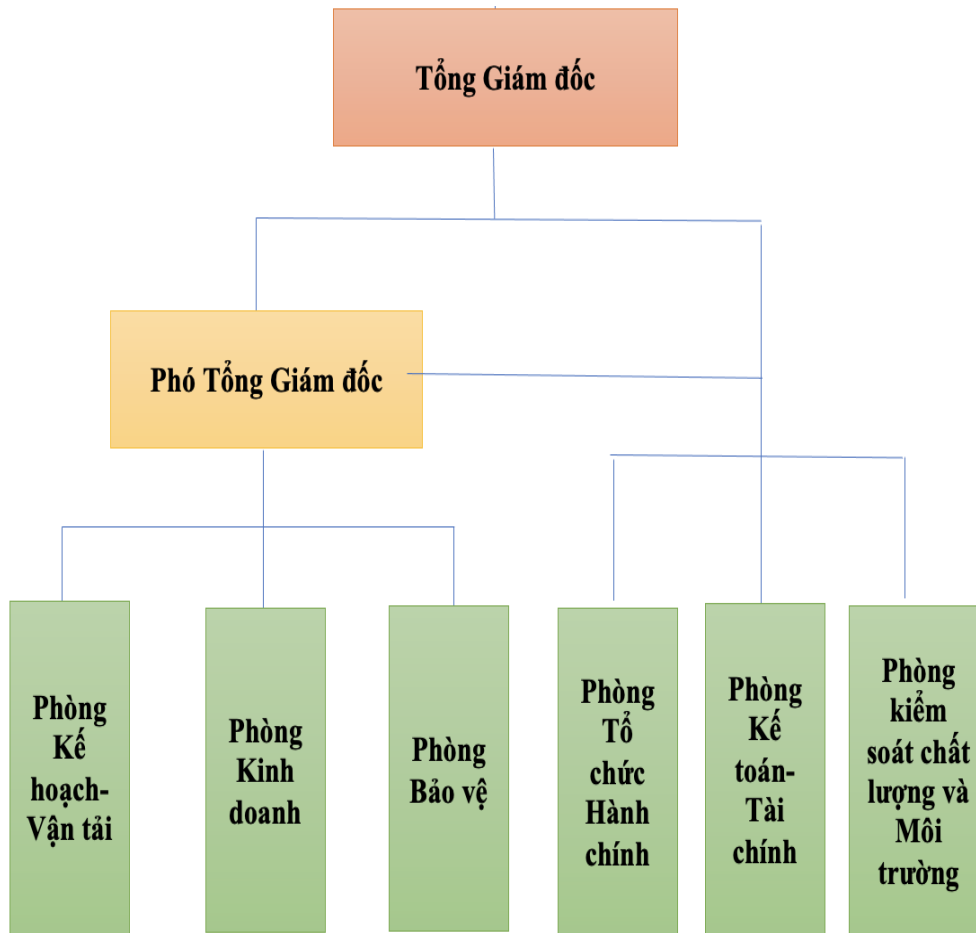 Tổng Giám đốc
Phó Tổng Giám đốc
Phòng
Kế
hoạch-
Vận tải
Phòng
Kinh
doanh
Phòng
Bảo vệ
Phòng
Tổ
chức
Hành
chính
Phòng
Kế
toán-
Tài
chính
Phòng
kiểm
soát chất
lượng và
Môi
trường